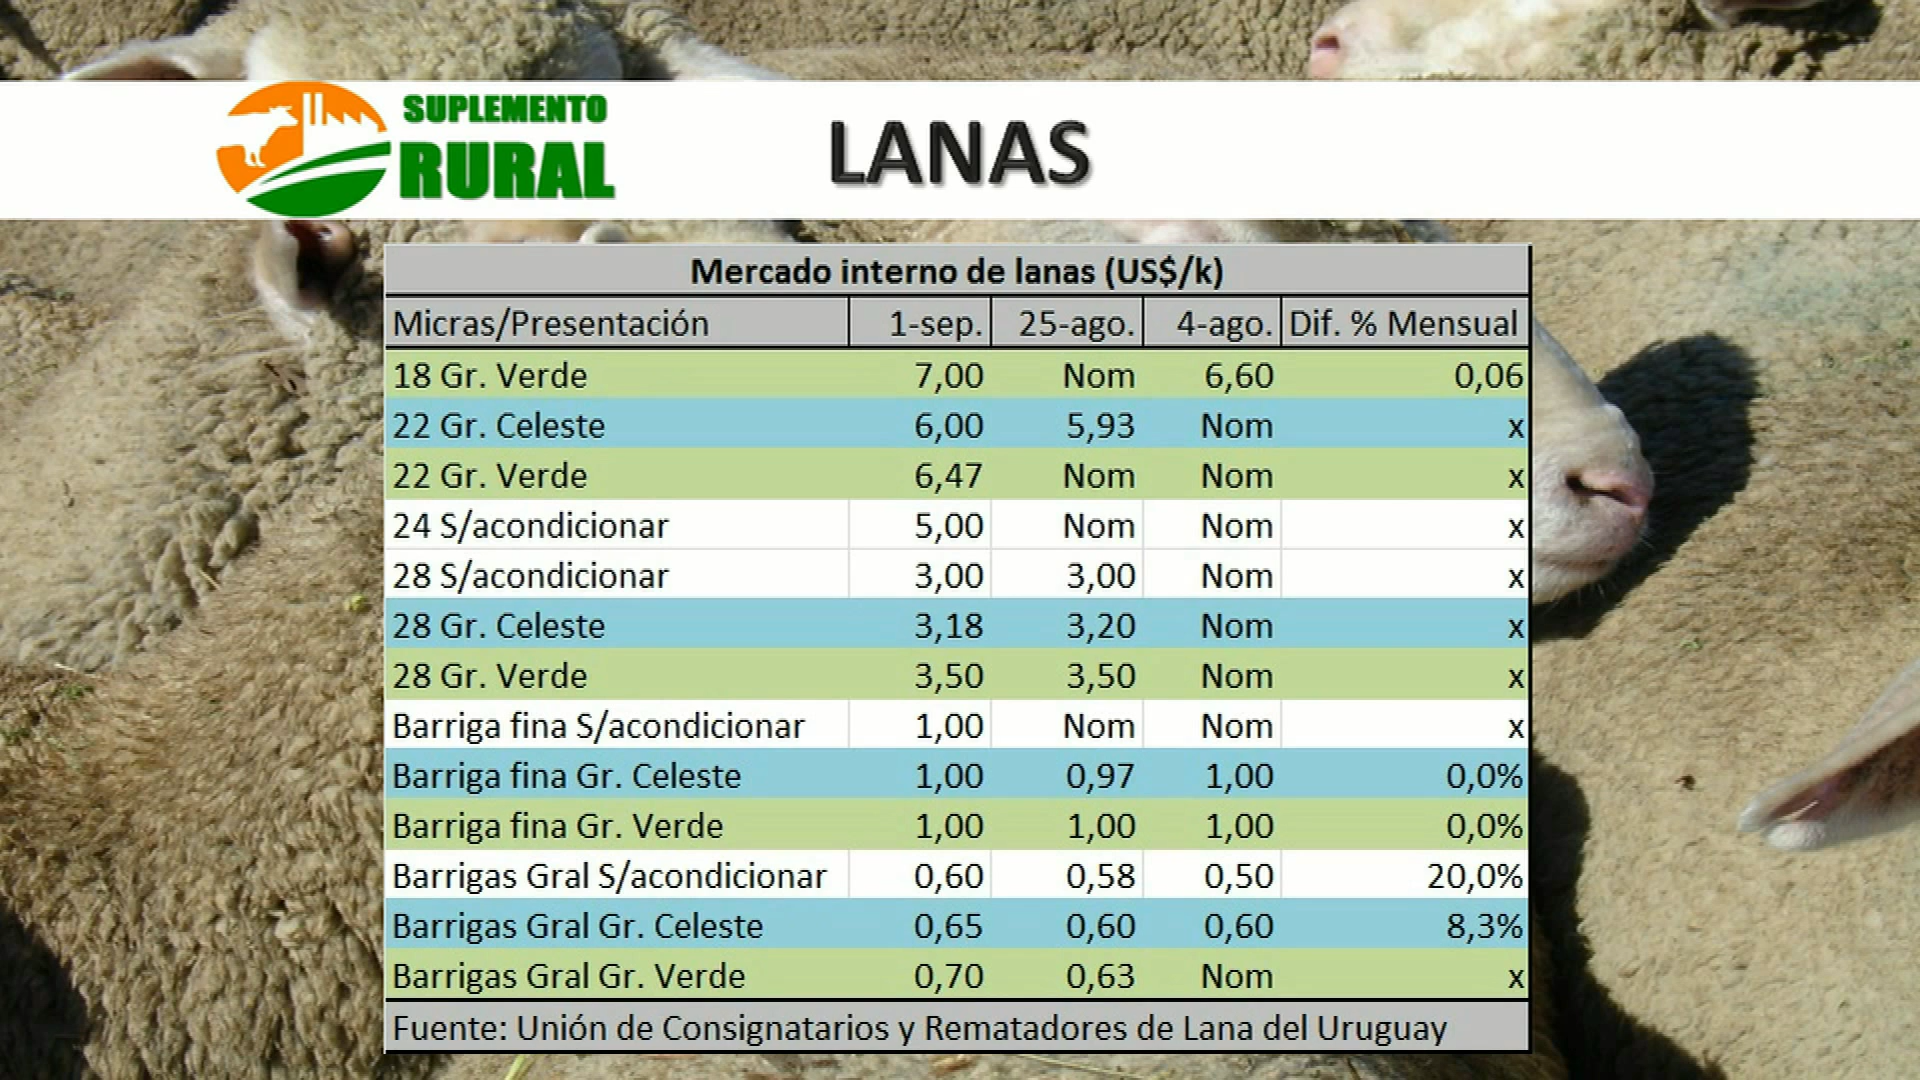 SUPLEMENTO
RURAL
LANAS
Mercado interno de lanas (US$/k)
Micras/Presentación 1-sep. 25-ago. 4-ago. Dif. % Mensual
18 Gr. Verde 7,00 Nom 6,60 0,06
22 Gr. Celeste 6,00 5,93 Nom x
22 Gr. Verde 6,47 Nom Nom x
24 S/acondicionar 5,00 Nom Nom x
28 S/acondicionar 3,00 3,00 Nom x
28 Gr. Celeste 3,18 3,20 Nom x
28 Gr. Verde 3,50 3,50 Nom x
Barriga fina S/acondicionar 1,00 Nom Nom x
Barriga fina Gr. Celeste 1,00 0,97 1,00 0,0%
Barriga fina Gr. Verde 1,00 1,00 1,00 0,0%
Barrigas Gral S/acondicionar 0,60 0,58 0,50 20,0%
Barrigas Gral Gr. Celeste 0,65 0,60 0,60 8,3%
Barrigas Gral Gr. Verde 0,70 0,63 Nom x
Fuente: Unión de Consignatarios y Rematadores de Lana del Uruguay